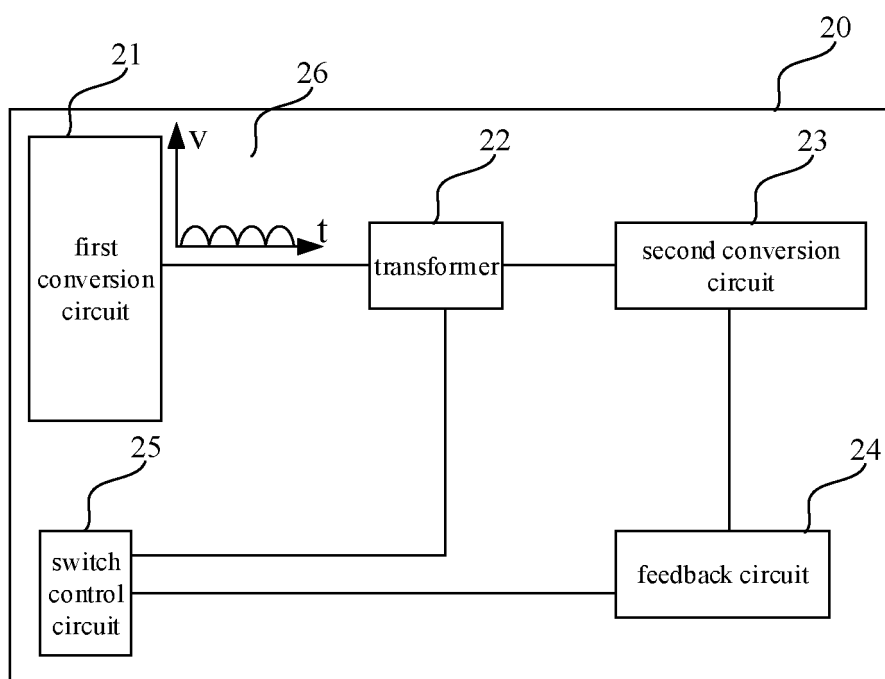 20
21
26
22
23
V
t
first
conversion
circuit
transformer
second conversion
circuit
25
24
switch
control
circuit
feedback circuit